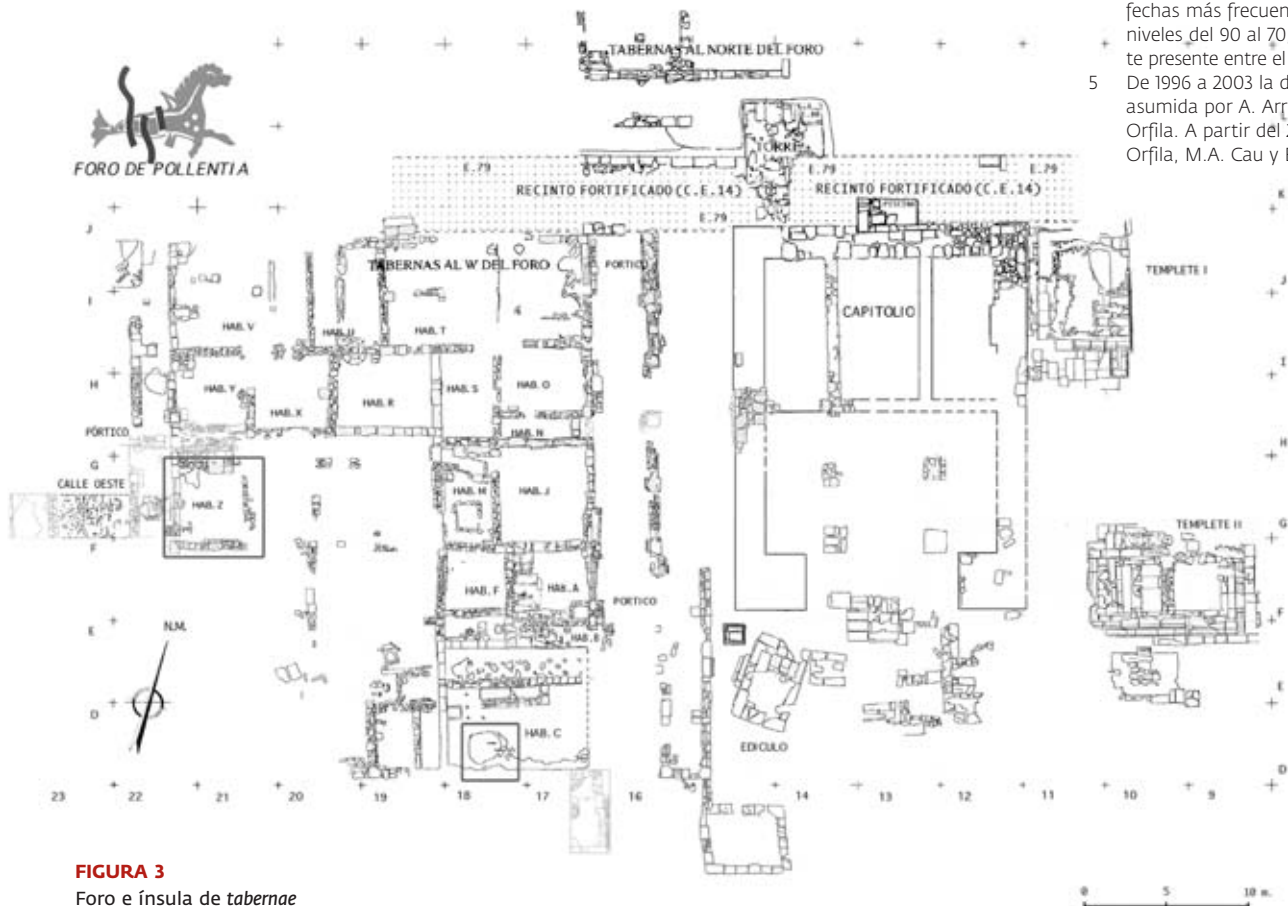 fechas más frecuen
niveles del 90 al 70
te presente entre el
5 De 1996 a 2003 la d
asumida por A. Arr
Orfila. A partir del
Orfila, M.A. Cau y
TABERNAS AL NORTE DEL FORO
FORO DE POLLENTIA
TORRE
E.79
E.79
E.79
RECINTO FORTIFICADO (C.E.14)
RECINTO FORTIFICADO (C.E.14)
E.79
K
J
TABERNAS AL W DEL FORO
PORTICO
TEMPLETE I
I
J
CAPITOLIO
HAB. V
HAB. U
HAB. T
I
H
HAB. Y
HAB. X
HAB. R
HAB. S
HAB. O
HAB. N
PÓRTICO
H
G
CALLE OESTE
HAB. Z
HAB. M
HAB. J
TEMPLETE II
G
F
HAB. F
HAB. A
PORTICO
F
E
N.M.
HAB. B
E
D
HAB. C
EDICULO
D
23 22 21 20 19 18 17 16 14 13 12 11 10 9
FIGURA 3
Foro e ínsula de tabernae
0 5 10 m.